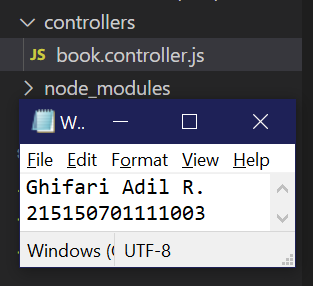 controllers
JS book.controller.js
node_modules
W..
File Edit Format View Help
Ghifari Adil R.
215150701111003
Windows (C UTF-8